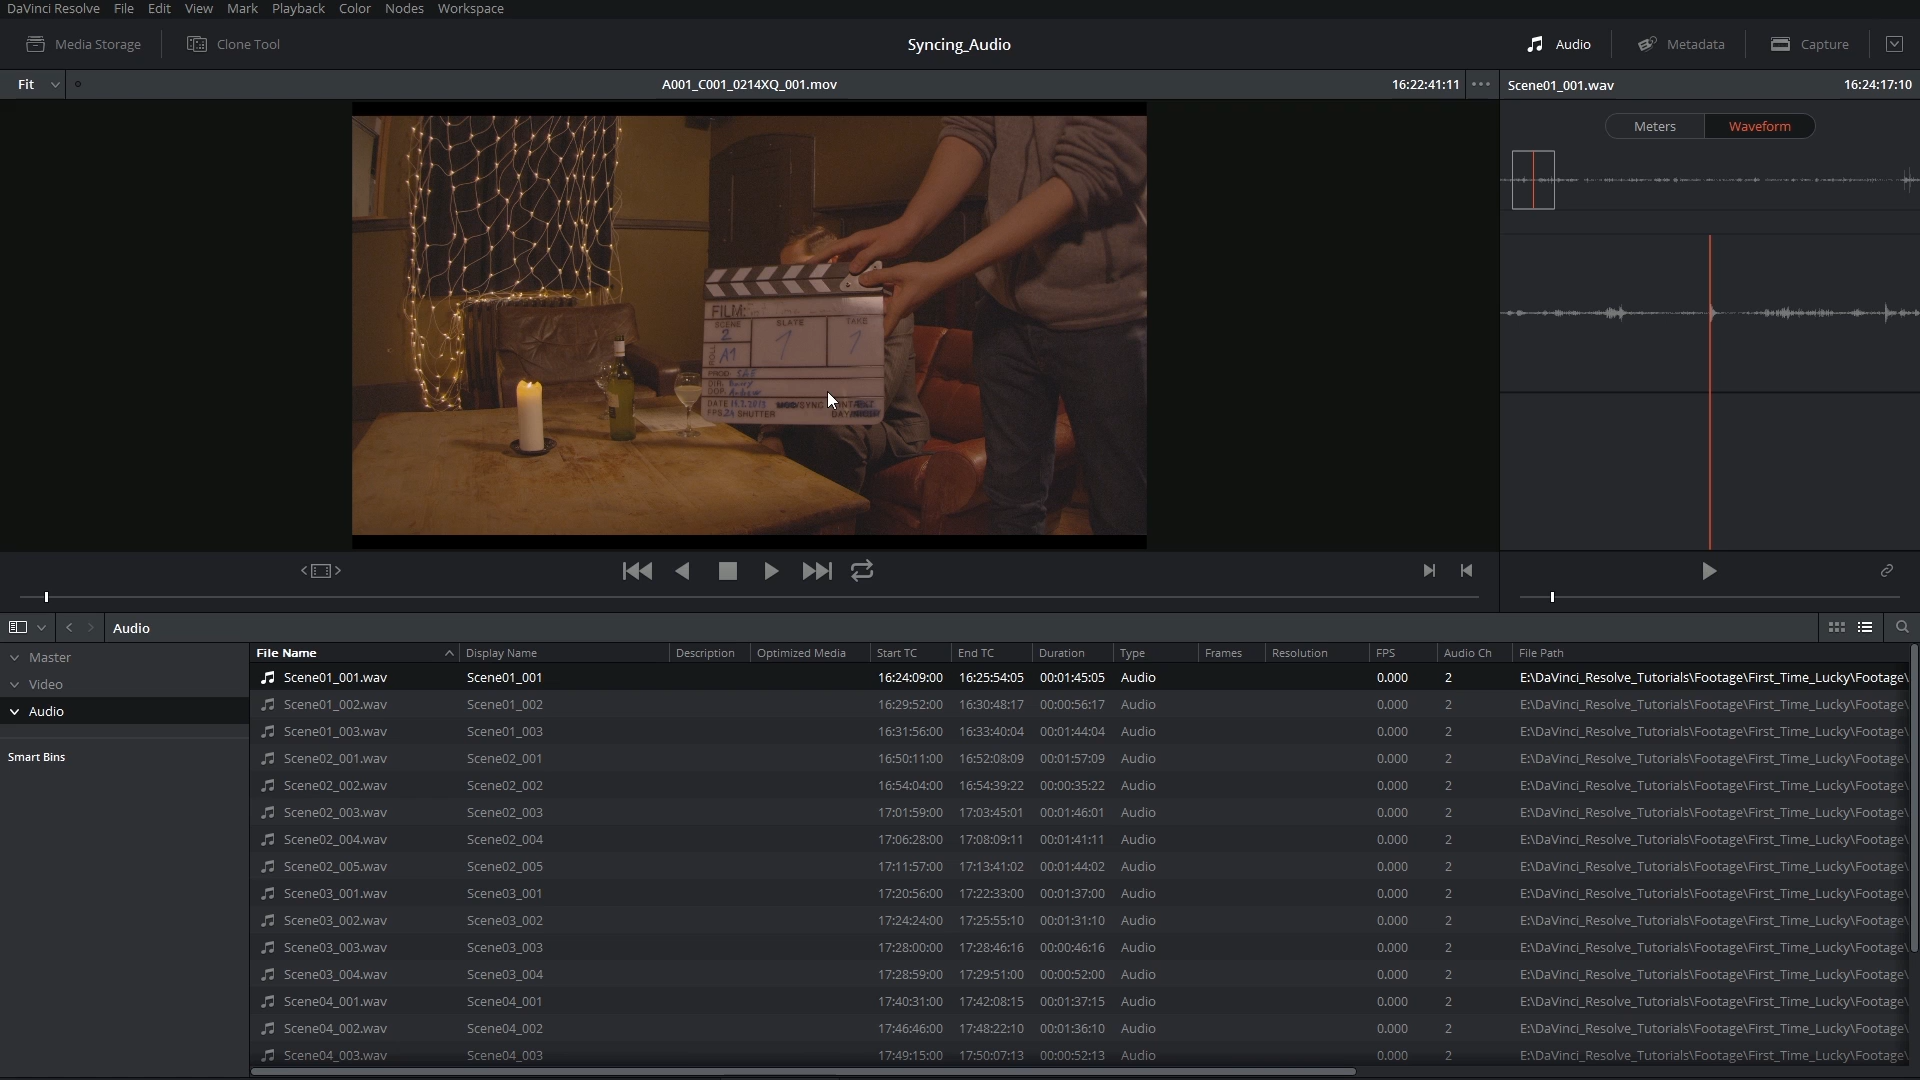 DaVinci Resolve File Edit View Mark Playback Color Nodes Workspace
Media Storage Clone Tool Syncing_Audio Audio Metadata Capture
Fit A001_C001_0214XQ_001.mov 16:22:41:11 Scene01_001.wav 16:24:17:10
Meters Waveform
FILM:
SCENE SLATE TAKE
2 1 1
ROLL A1
PROD.
DIR.
DOP.
DATE
FPS 24 SHUTTER
Audio
File Name Display Name Description Optimized Media Start TC End TC Duration Type Frames Resolution FPS Audio Ch File Path
Master
Video
Audio
Smart Bins
Scene01_001.wav Scene01_001 16:24:09:00 16:25:54:05 00:01:45:05 Audio 0.000 2 E:\DaVinci_Resolve_Tutorials\Footage\First_Time_Lucky\Footage\
Scene01_002.wav Scene01_002 16:29:52:00 16:30:48:17 00:00:56:17 Audio 0.000 2 E:\DaVinci_Resolve_Tutorials\Footage\First_Time_Lucky\Footage\
Scene01_003.wav Scene01_003 16:31:56:00 16:33:40:04 00:01:44:04 Audio 0.000 2 E:\DaVinci_Resolve_Tutorials\Footage\First_Time_Lucky\Footage\
Scene02_001.wav Scene02_001 16:50:11:00 16:52:08:09 00:01:57:09 Audio 0.000 2 E:\DaVinci_Resolve_Tutorials\Footage\First_Time_Lucky\Footage\
Scene02_002.wav Scene02_002 16:54:04:00 16:54:39:22 00:00:35:22 Audio 0.000 2 E:\DaVinci_Resolve_Tutorials\Footage\First_Time_Lucky\Footage\
Scene02_003.wav Scene02_003 17:01:59:00 17:03:45:01 00:01:46:01 Audio 0.000 2 E:\DaVinci_Resolve_Tutorials\Footage\First_Time_Lucky\Footage\
Scene02_004.wav Scene02_004 17:06:28:00 17:08:09:11 00:01:41:11 Audio 0.000 2 E:\DaVinci_Resolve_Tutorials\Footage\First_Time_Lucky\Footage\
Scene02_005.wav Scene02_005 17:11:57:00 17:13:41:02 00:01:44:02 Audio 0.000 2 E:\DaVinci_Resolve_Tutorials\Footage\First_Time_Lucky\Footage\
Scene03_001.wav Scene03_001 17:20:56:00 17:22:33:00 00:01:37:00 Audio 0.000 2 E:\DaVinci_Resolve_Tutorials\Footage\First_Time_Lucky\Footage\
Scene03_002.wav Scene03_002 17:24:24:00 17:25:55:10 00:01:31:10 Audio 0.000 2 E:\DaVinci_Resolve_Tutorials\Footage\First_Time_Lucky\Footage\
Scene03_003.wav Scene03_003 17:28:00:00 17:28:46:16 00:00:46:16 Audio 0.000 2 E:\DaVinci_Resolve_Tutorials\Footage\First_Time_Lucky\Footage\
Scene03_004.wav Scene03_004 17:28:59:00 17:29:51:00 00:00:52:00 Audio 0.000 2 E:\DaVinci_Resolve_Tutorials\Footage\First_Time_Lucky\Footage\
Scene04_001.wav Scene04_001 17:40:31:00 17:42:08:15 00:01:37:15 Audio 0.000 2 E:\DaVinci_Resolve_Tutorials\Footage\First_Time_Lucky\Footage\
Scene04_002.wav Scene04_002 17:46:46:00 17:48:22:10 00:01:36:10 Audio 0.000 2 E:\DaVinci_Resolve_Tutorials\Footage\First_Time_Lucky\Footage\
Scene04_003.wav Scene04_003 17:49:15:00 17:50:07:13 00:00:52:13 Audio 0.000 2 E:\DaVinci_Resolve_Tutorials\Footage\First_Time_Lucky\Footage\